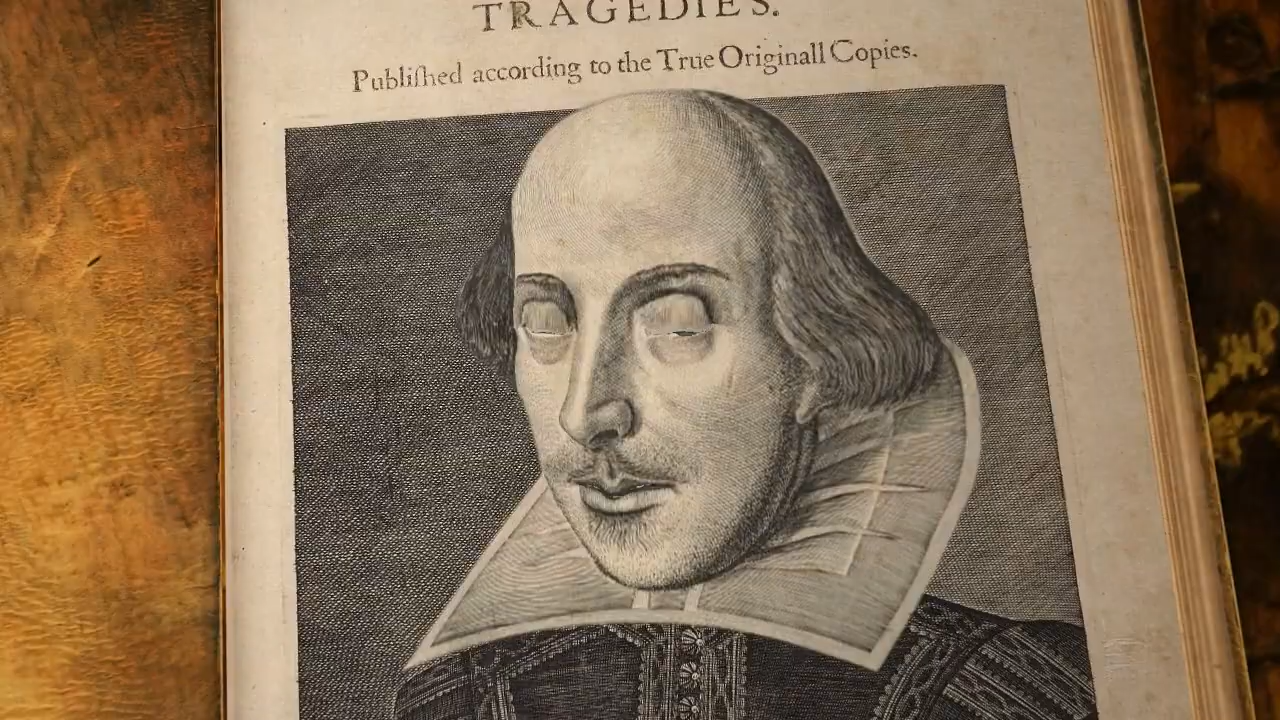 TRAGEDIES.
Publiſhed according to the True Originall Copies.